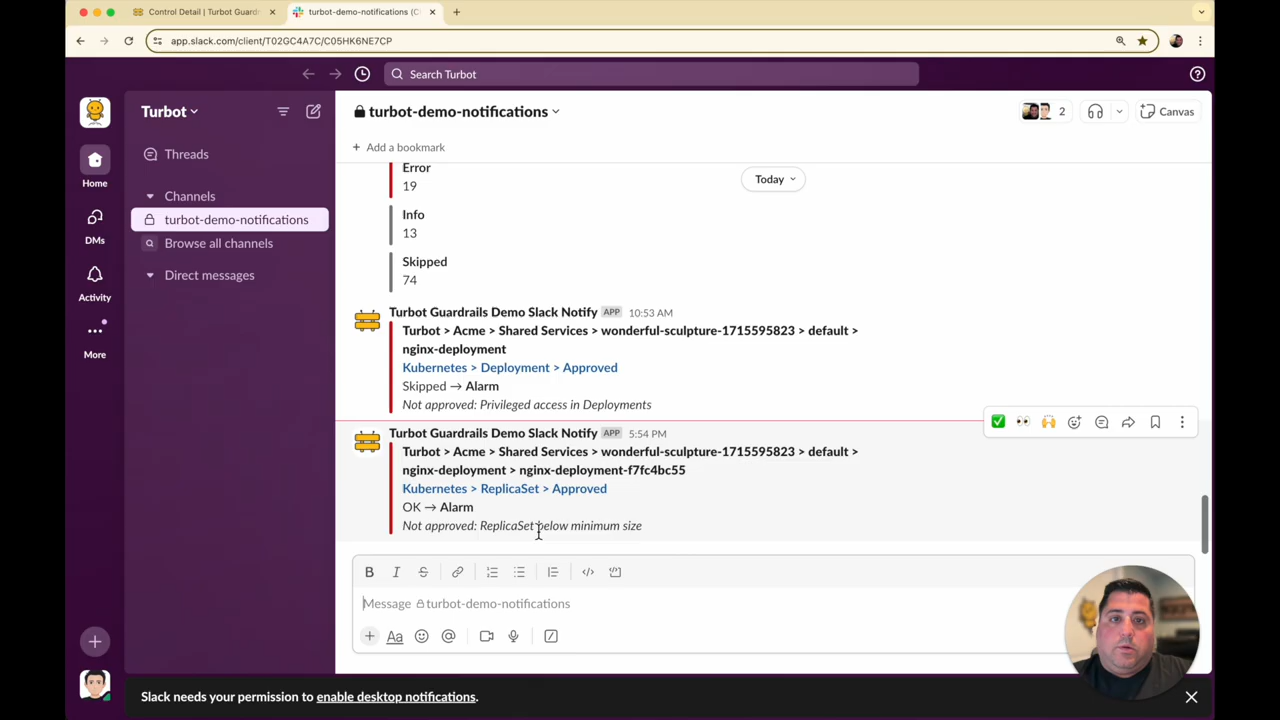 Control Detail | Turbot Guardr
turbot-demo-notifications (C
app.slack.com/client/T02GC4A7C/C05HK6NE7CP
Search Turbot
Turbot
Threads
Channels
turbot-demo-notifications
Browse all channels
Direct messages
Home
DMs
Activity
More
turbot-demo-notifications
2
Canvas
Add a bookmark
Today
Error
19
Info
13
Skipped
74
Turbot Guardrails Demo Slack Notify APP 10:53 AM
Turbot > Acme > Shared Services > wonderful-sculpture-1715595823 > default >
nginx-deployment
Kubernetes > Deployment > Approved
Skipped → Alarm
Not approved: Privileged access in Deployments
Turbot Guardrails Demo Slack Notify APP 5:54 PM
Turbot > Acme > Shared Services > wonderful-sculpture-1715595823 > default >
nginx-deployment > nginx-deployment-f7fc4bc55
Kubernetes > ReplicaSet > Approved
OK → Alarm
Not approved: ReplicaSet below minimum size
Message turbot-demo-notifications
Slack needs your permission to enable desktop notifications.